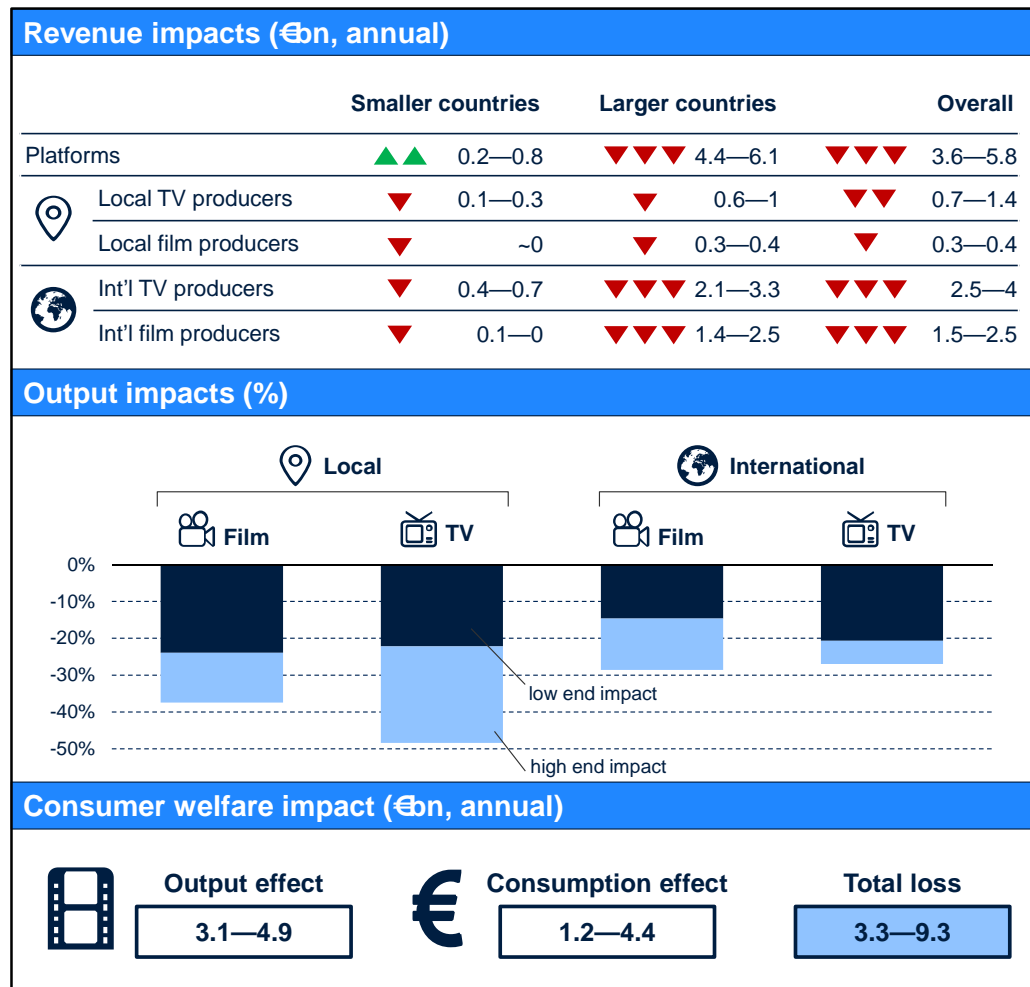 Revenue impacts (€bn, annual)
Smaller countries Larger countries Overall
Platforms 0.2—0.8 4.4—6.1 3.6—5.8
Local TV producers 0.1—0.3 0.6—1 0.7—1.4
Local film producers ~0 0.3—0.4 0.3—0.4
Int'l TV producers 0.4—0.7 2.1—3.3 2.5—4
Int'l film producers 0.1—0 1.4—2.5 1.5—2.5
Output impacts (%)
Local International
Film TV Film TV
0%
-10%
-20%
-30%
low end impact
-40%
-50%
high end impact
Consumer welfare impact (€bn, annual)
Output effect Consumption effect Total loss
3.1—4.9 1.2—4.4 3.3—9.3